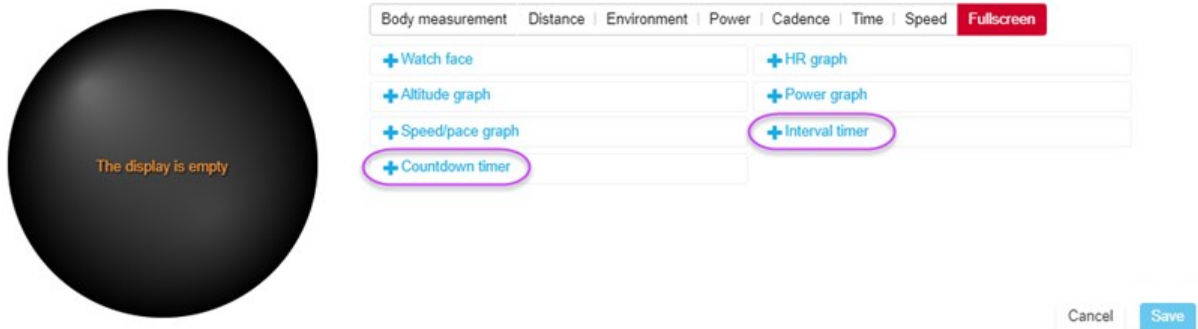 Body measurement Distance Environment Power Cadence Time Speed Fullscreen
Watch face
HR graph
Altitude graph
Power graph
Speed/pace graph
Interval timer
The display is empty
Countdown timer
Cancel
Save